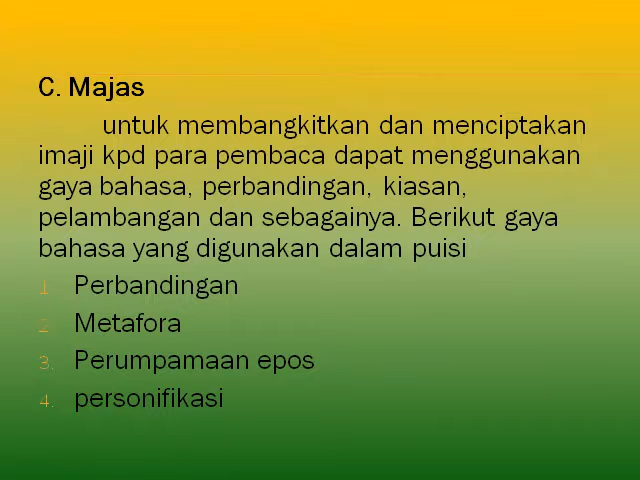 C. Majas
untuk membangkitkan dan menciptakan
imaji kpd para pembaca dapat menggunakan
gaya bahasa, perbandingan, kiasan,
pelambangan dan sebagainya. Berikut gaya
bahasa yang digunakan dalam puisi
1. Perbandingan
2. Metafora
3. Perumpamaan epos
4. personifikasi